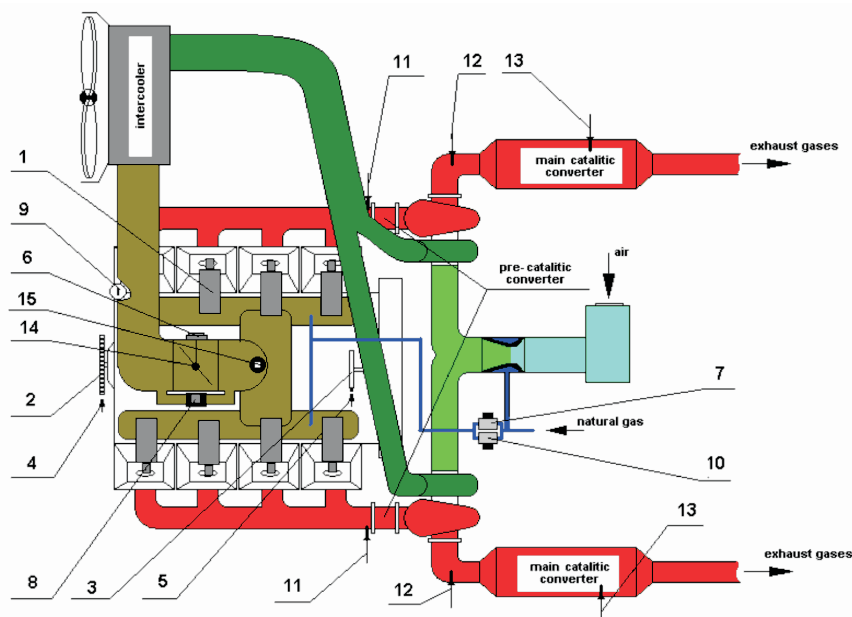 11
12
13
exhaust gases
main catalitic
converter
intercooler
1
9
6
15
14
2
4
pre-catalitic
converter
air
7
natural gas
10
8
3
5
11
12
13
main catalitic
converter
exhaust gases